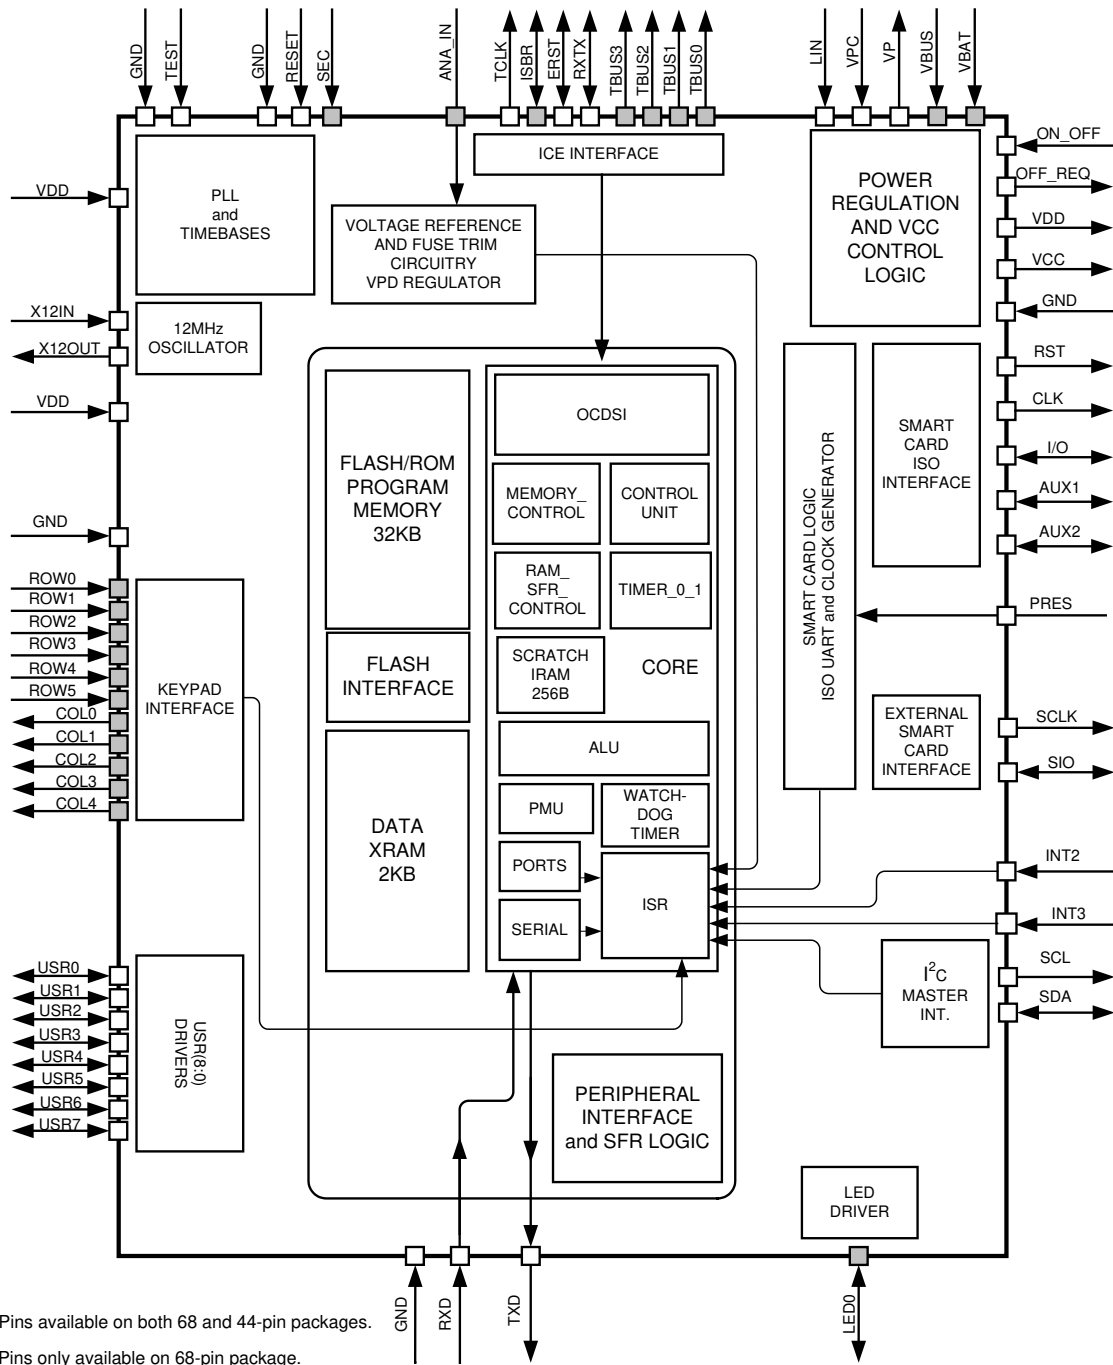 GND
TEST
GND
RESET
SEC
ANA_IN
TCLK
ISBR
ERST
RXTX
TBUS3
TBUS2
TBUS1
TBUS0
LIN
VPC
VP
VBUS
VBAT
ICE INTERFACE
PLL
and
TIMEBASES
VOLTAGE REFERENCE
AND FUSE TRIM
CIRCUITRY
VPD REGULATOR
POWER
REGULATION
AND VCC
CONTROL
LOGIC
ON_OFF
OFF_REQ
VDD
VCC
GND
VDD
X12IN
X12OUT
12MHz
OSCILLATOR
VDD
GND
RST
CLK
I/O
AUX1
AUX2
SMART
CARD
ISO
INTERFACE
SMART CARD LOGIC
ISO UART and CLOCK GENERATOR
OCDSI
FLASH/ROM
PROGRAM
MEMORY
32KB
MEMORY_
CONTROL
CONTROL
UNIT
RAM_
SFR_
CONTROL
TIMER_0_1
SCRATCH
IRAM
256B
CORE
FLASH
INTERFACE
ALU
PMU
WATCH-
DOG
TIMER
DATA
XRAM
2KB
PORTS
SERIAL
ISR
PRES
EXTERNAL
SMART
CARD
INTERFACE
SCLK
SIO
INT2
INT3
SCL
SDA
I2C
MASTER
INT.
ROW0
ROW1
ROW2
ROW3
ROW4
ROW5
COL0
COL1
COL2
COL3
COL4
KEYPAD
INTERFACE
USR0
USR1
USR2
USR3
USR4
USR5
USR6
USR7
USR(8:0)
DRIVERS
PERIPHERAL
INTERFACE
and SFR LOGIC
LED
DRIVER
GND
RXD
TXD
LED0
Pins available on both 68 and 44-pin packages.
Pins only available on 68-pin package.